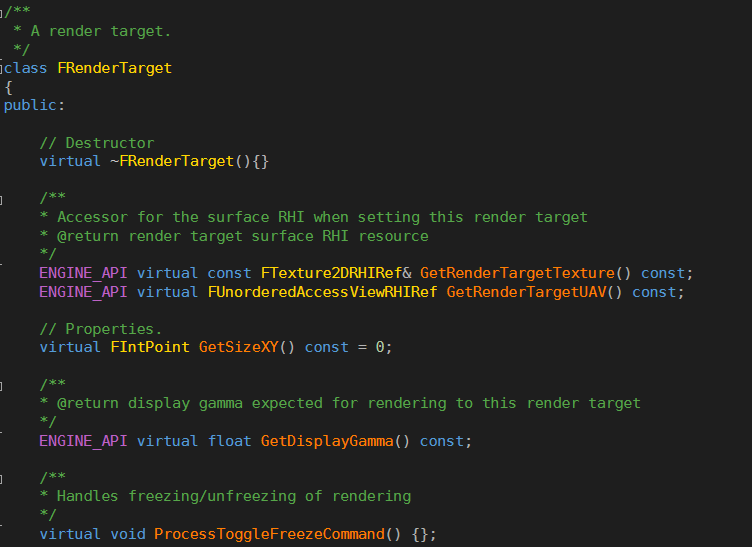 /**
 * A render target.
 */
class FRenderTarget
{
public:
// Destructor
virtual ~FRenderTarget(){}
/**
* Accessor for the surface RHI when setting this render target
* @return render target surface RHI resource
*/
ENGINE_API virtual const FTexture2DRHIRef& GetRenderTargetTexture() const;
ENGINE_API virtual FUnorderedAccessViewRHIRef GetRenderTargetUAV() const;
// Properties.
virtual FIntPoint GetSizeXY() const = 0;
/**
* @return display gamma expected for rendering to this render target
*/
ENGINE_API virtual float GetDisplayGamma() const;
/**
* Handles freezing/unfreezing of rendering
*/
virtual void ProcessToggleFreezeCommand() {};